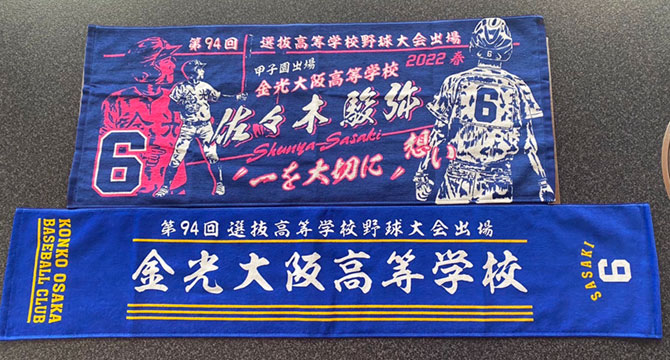 第94回 選抜高等学校野球大会出場
2022 春
甲子園出場
金光大阪高等学校
佐々木駿弥
Shunya-Sasaki
"一を大切に" 想い
6
6
6
第94回 選抜高等学校野球大会出場
金光大阪高等学校
KONKO OSAKA
BASEBALL CLUB
6
SASAKI